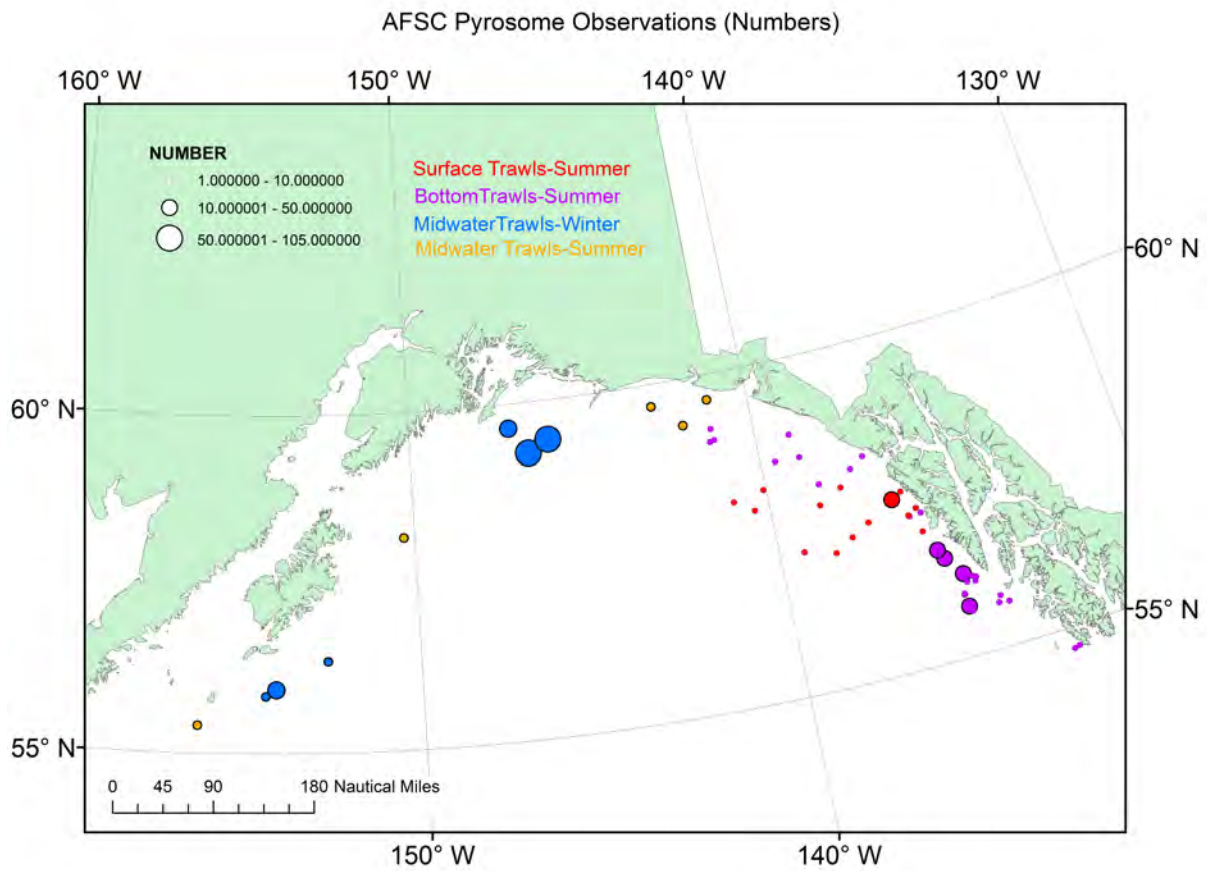 AFSC Pyrosome Observations (Numbers)
160° W 150° W 140° W 130° W
NUMBER
1.000000 - 10.000000
10.000001 - 50.000000
50.000001 - 105.000000
Surface Trawls-Summer
BottomTrawls-Summer
MidwaterTrawls-Winter
Midwater Trawls-Summer
60° N
60° N
55° N
55° N
0 45 90 180 Nautical Miles
150° W 140° W